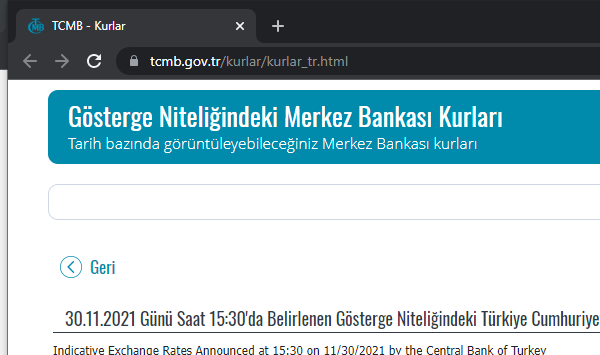 TCMB - Kurlar
tcmb.gov.tr/kurlar/kurlar_tr.html
Gösterge Niteliğindeki Merkez Bankası Kurları
Tarih bazında görüntüleyebileceğiniz Merkez Bankası kurları
Geri
30.11.2021 Günü Saat 15:30'da Belirlenen Gösterge Niteliğindeki Türkiye Cumhuriye
Indicative Exchange Rates Announced at 15:30 on 11/30/2021 by the Central Bank of Turkey